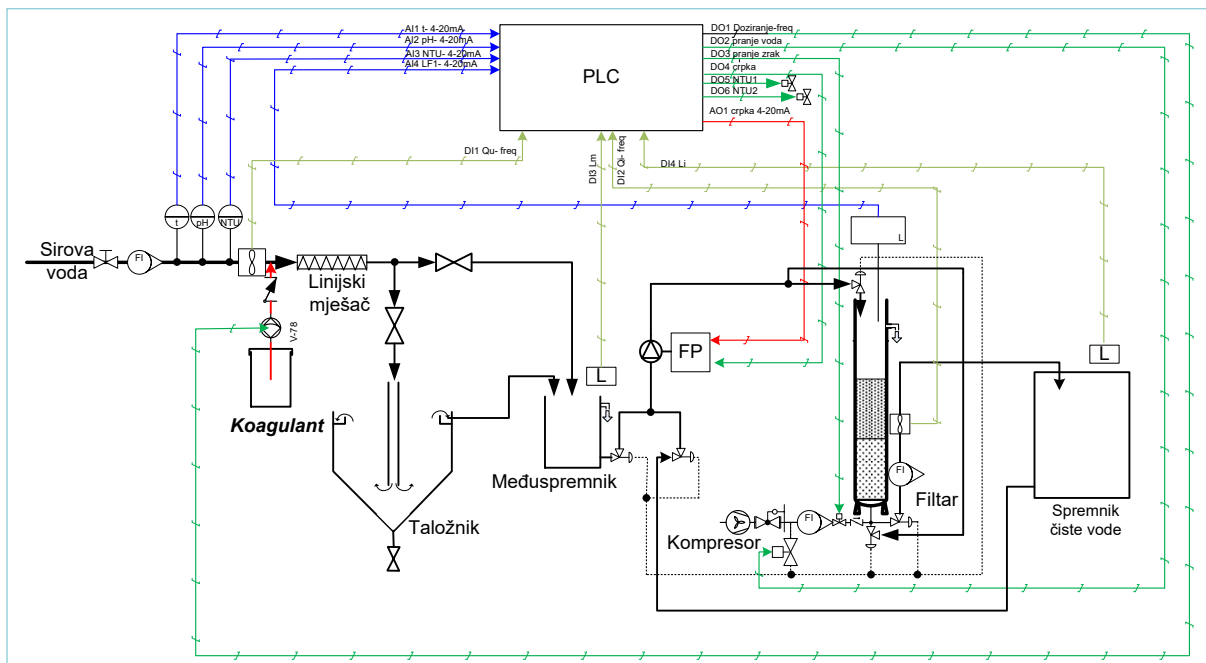 AI1 t- 4-20mA
AI2 pH- 4-20mA
AI3 NTU- 4-20mA
AI4 LF1- 4-20mA
PLC
DO1 Doziranje-freq
DO2 pranje voda
DO3 pranje zrak
DO4 crpka
DO5 NTU1
DO6 NTU2
AO1 crpka 4-20mA
DI1 Qu- freq
DI3 Lm
DI2 Qi- freq
DI4 Li
t
pH
NTU
L
Sirova
voda
FI
Linijski
mješač
V-78
FP
L
L
Koagulant
Međuspremnik
Taložnik
FI
Filtar
Spremnik
čiste vode
Kompresor
FI